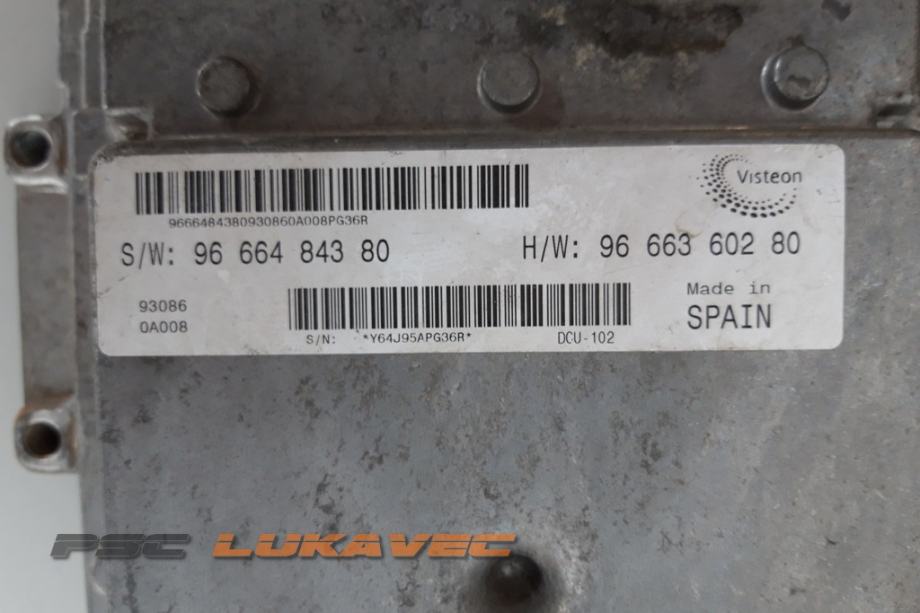 Visteon
9666484380930860A008PG36R
S/W: 96 664 843 80
H/W: 96 663 602 80
93086
0A008
S/N: *Y64J95APG36R*
DCU-102
Made in
SPAIN
PSC LUKAVEC